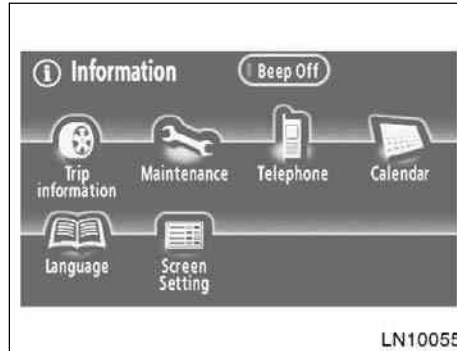 Information
Beep Off
Trip information
Maintenance
Telephone
Calendar
Language
Screen Setting
LN10055